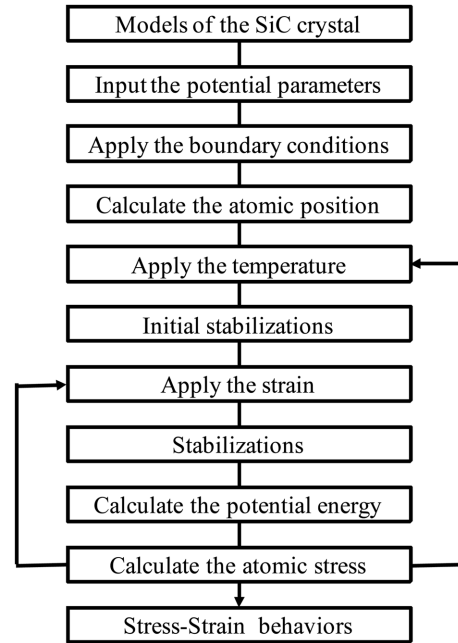 Models of the SiC crystal
Input the potential parameters
Apply the boundary conditions
Calculate the atomic position
Apply the temperature
Initial stabilizations
Apply the strain
Stabilizations
Calculate the potential energy
Calculate the atomic stress
Stress-Strain behaviors